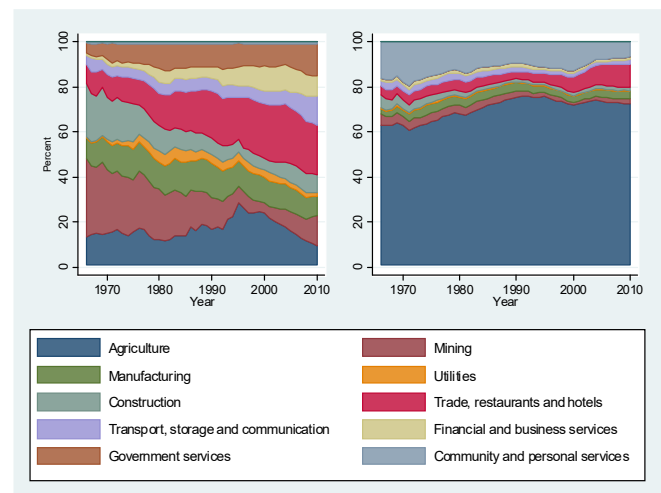 100
80
60
40
20
0
Percent
1970
1980
1990
2000
2010
Year
100
80
60
40
20
0
1970
1980
1990
2000
2010
Year
Agriculture
Mining
Manufacturing
Utilities
Construction
Trade, restaurants and hotels
Transport, storage and communication
Financial and business services
Government services
Community and personal services